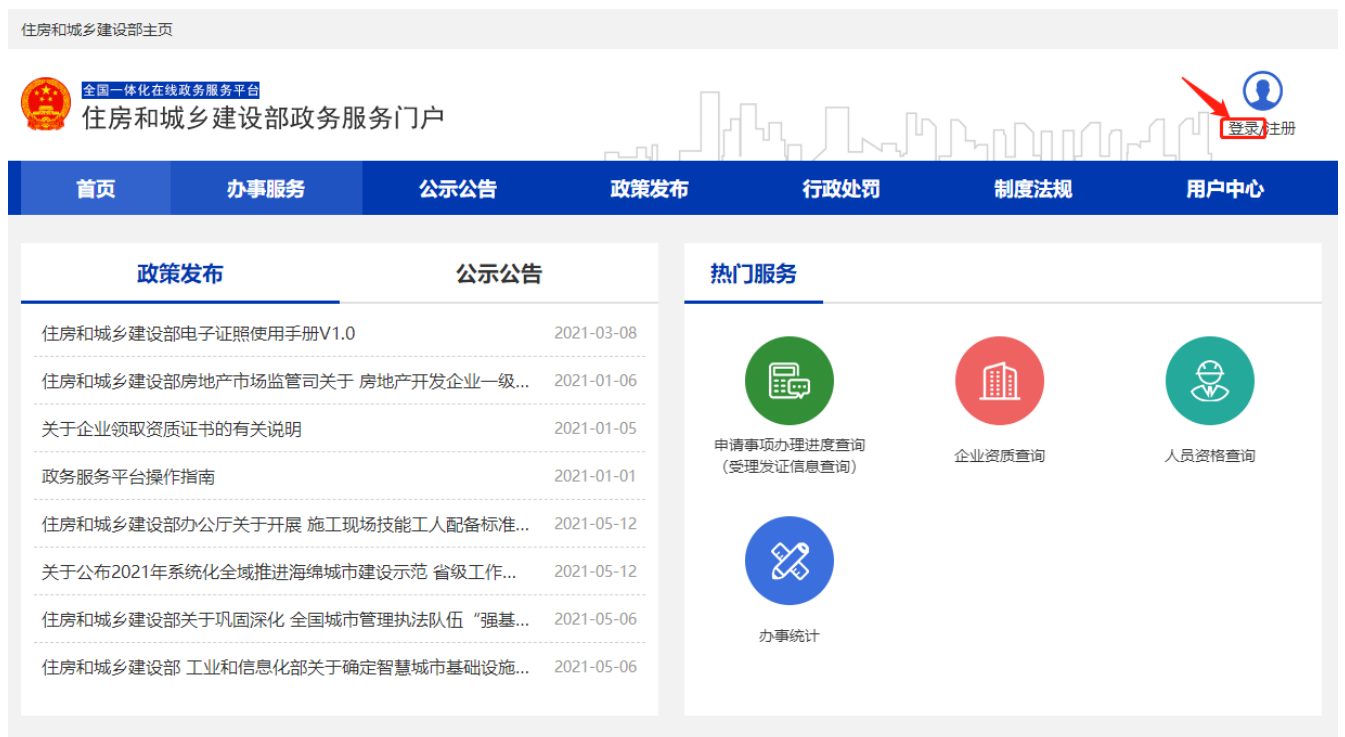 住房和城乡建设部主页
全国一体化在线政务服务平台
住房和城乡建设部政务服务门户
登录/注册
首页 办事服务 公示公告 政策发布 行政处罚 制度法规 用户中心
政策发布 公示公告
住房和城乡建设部电子证照使用手册V1.0 2021-03-08
住房和城乡建设部房地产市场监管司关于 房地产开发企业一级... 2021-01-06
关于企业领取资质证书的有关说明 2021-01-05
政务服务平台操作指南 2021-01-01
住房和城乡建设部办公厅关于开展 施工现场技能工人配备标准... 2021-05-12
关于公布2021年系统化全域推进海绵城市建设示范 省级工作... 2021-05-12
住房和城乡建设部关于巩固深化 全国城市管理执法队伍“强基... 2021-05-06
住房和城乡建设部 工业和信息化部关于确定智慧城市基础设施... 2021-05-06
热门服务
申请事项办理进度查询
（受理发证信息查询）
企业资质查询
人员资格查询
办事统计